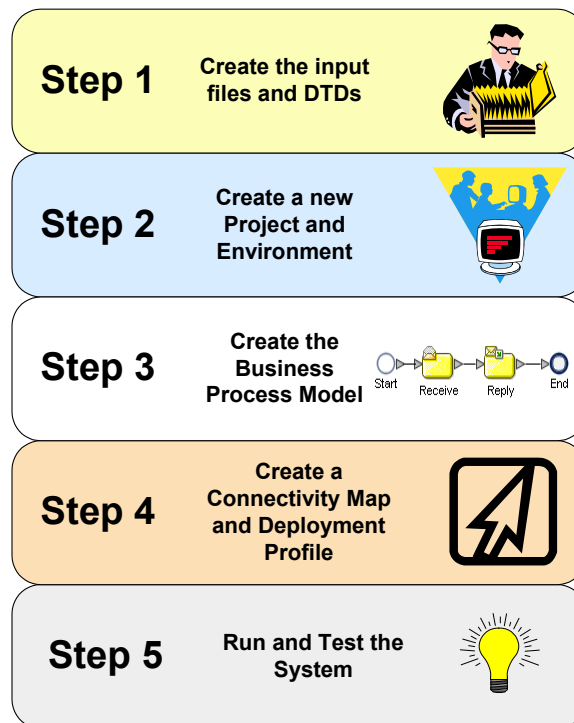 Step 1
Create the input
files and DTDs
Step 2
Create a new
Project and
Environment
Step 3
Create the
Business
Process Model
Start Receive Reply End
Step 4
Create a
Connectivity Map
and Deployment
Profile
Step 5
Run and Test the
System